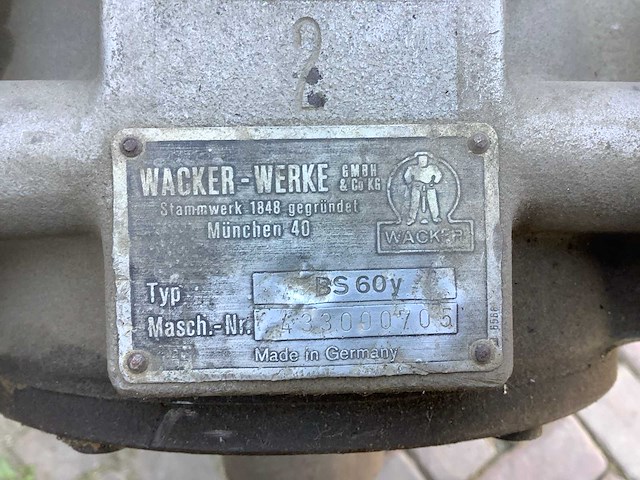 2
WACKER-WERKE GMBH & Co KG
Stammwerk 1848 gegründet
München 40
WACKER
Typ BS 60y
Masch.-Nr. 433090705
Made in Germany